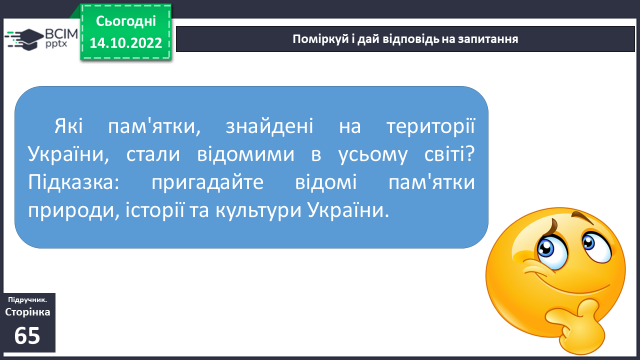 ВСІМ
pptx
Сьогодні
14.10.2022
Поміркуй і дай відповідь на запитання
Які пам'ятки, знайдені на території
України, стали відомими в усьому світі?
Підказка: пригадайте відомі пам'ятки
природи, історії та культури України.
Підручник.
Сторінка
65